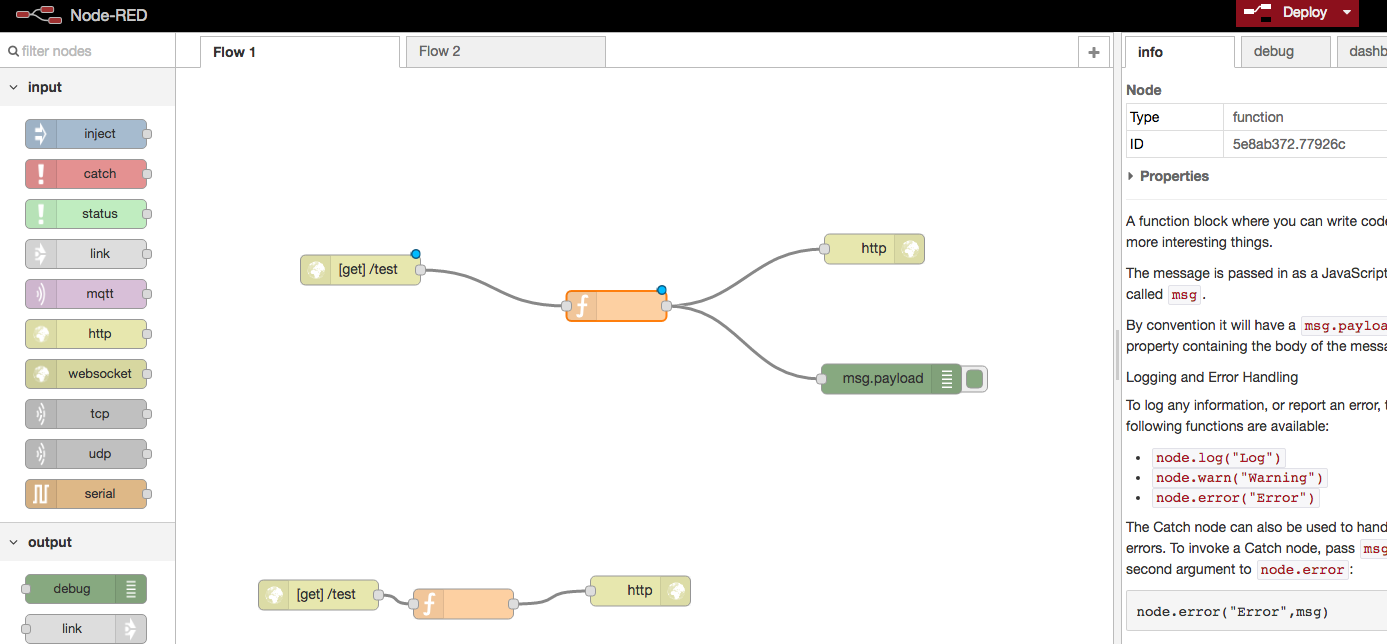 Node-RED
Deploy
filter nodes
Flow 1
Flow 2
+
info
debug
dashb
input
inject
catch
status
link
mqtt
http
websocket
tcp
udp
serial
output
debug
link
[get] /test
http
msg.payload
[get] /test
http
Node
Type function
ID 5e8ab372.77926c
Properties
A function block where you can write code
more interesting things.
The message is passed in as a JavaScript
called msg .
By convention it will have a msg.payloa
property containing the body of the messa
Logging and Error Handling
To log any information, or report an error, t
following functions are available:
• node.log("Log")
• node.warn("Warning")
• node.error("Error")
The Catch node can also be used to hand
errors. To invoke a Catch node, pass msg
second argument to node.error :
node.error("Error",msg)